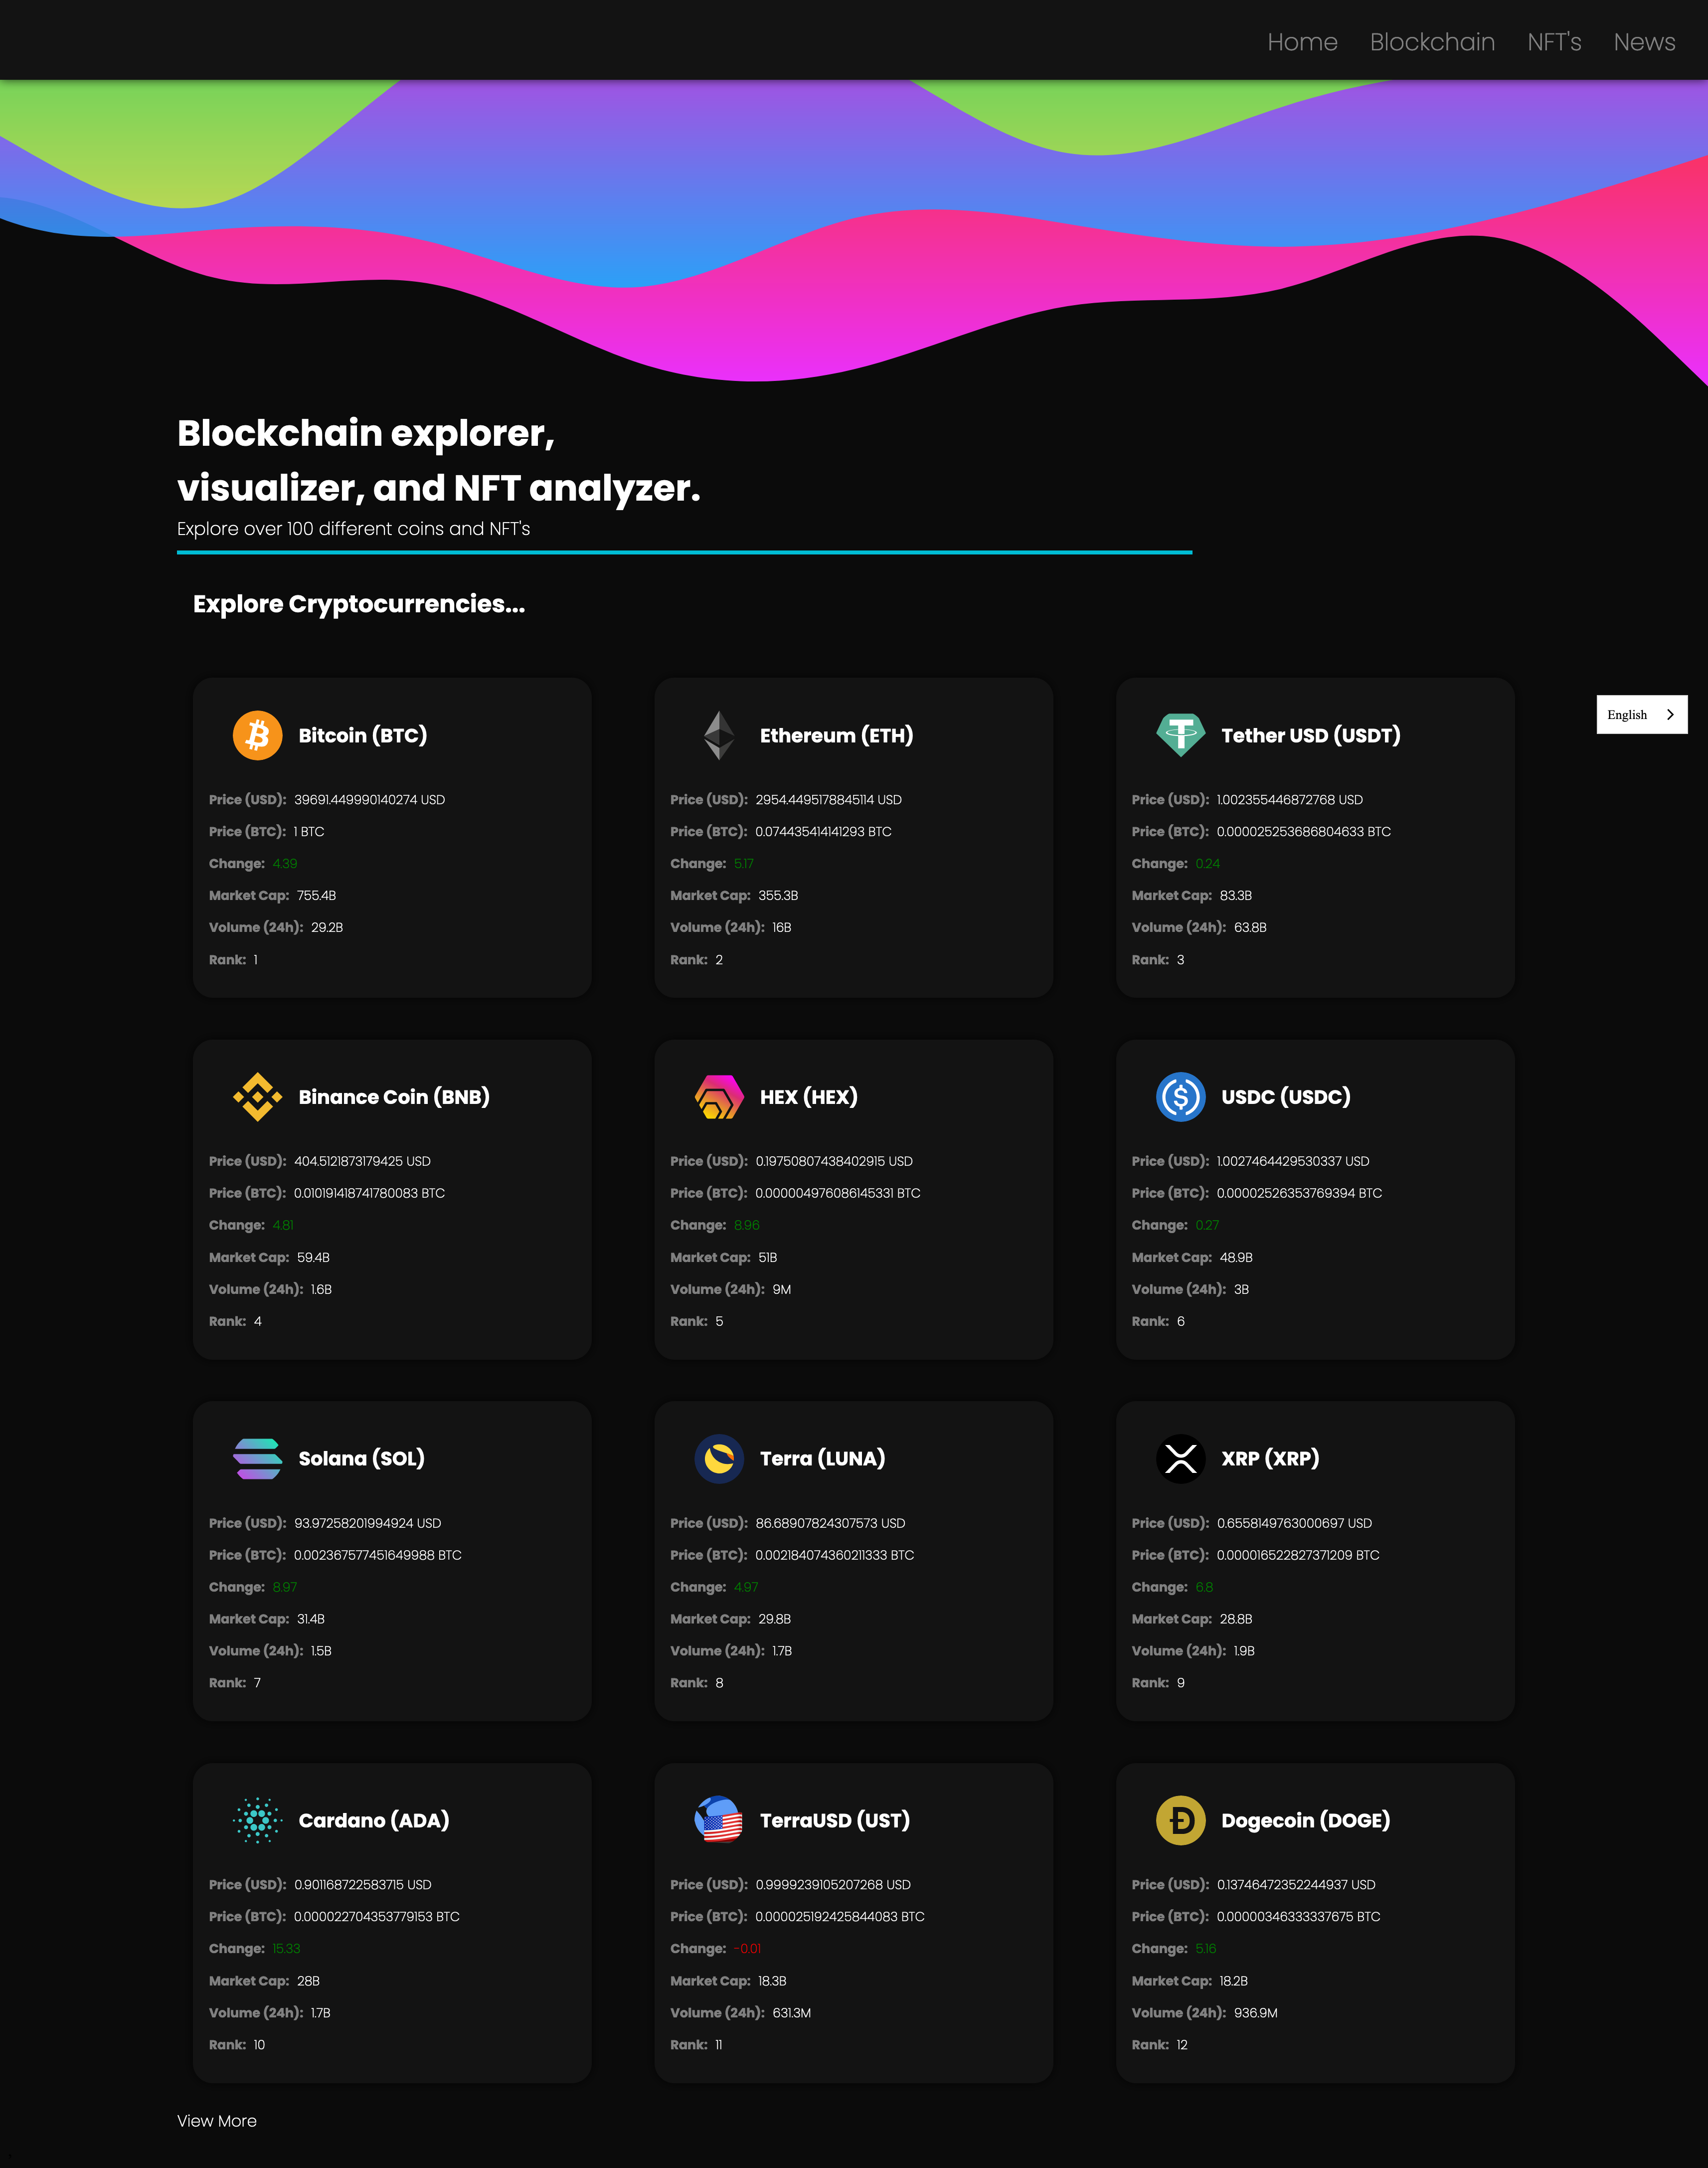 Home Blockchain NFT's News
Blockchain explorer,
visualizer, and NFT analyzer.
Explore over 100 different coins and NFT's
Explore Cryptocurrencies...
English
Bitcoin (BTC)
Price (USD): 39691.449990140274 USD
Price (BTC): 1 BTC
Change: 4.39
Market Cap: 755.4B
Volume (24h): 29.2B
Rank: 1
Ethereum (ETH)
Price (USD): 2954.4495178845114 USD
Price (BTC): 0.074435414141293 BTC
Change: 5.17
Market Cap: 355.3B
Volume (24h): 16B
Rank: 2
Tether USD (USDT)
Price (USD): 1.002355446872768 USD
Price (BTC): 0.000025253686804633 BTC
Change: 0.24
Market Cap: 83.3B
Volume (24h): 63.8B
Rank: 3
Binance Coin (BNB)
Price (USD): 404.5121873179425 USD
Price (BTC): 0.010191418741780083 BTC
Change: 4.81
Market Cap: 59.4B
Volume (24h): 1.6B
Rank: 4
HEX (HEX)
Price (USD): 0.19750807438402915 USD
Price (BTC): 0.000004976086145331 BTC
Change: 8.96
Market Cap: 51B
Volume (24h): 9M
Rank: 5
USDC (USDC)
Price (USD): 1.0027464429530337 USD
Price (BTC): 0.00002526353769394 BTC
Change: 0.27
Market Cap: 48.9B
Volume (24h): 3B
Rank: 6
Solana (SOL)
Price (USD): 93.97258201994924 USD
Price (BTC): 0.002367577451649988 BTC
Change: 8.97
Market Cap: 31.4B
Volume (24h): 1.5B
Rank: 7
Terra (LUNA)
Price (USD): 86.68907824307573 USD
Price (BTC): 0.002184074360211333 BTC
Change: 4.97
Market Cap: 29.8B
Volume (24h): 1.7B
Rank: 8
XRP (XRP)
Price (USD): 0.6558149763000697 USD
Price (BTC): 0.000016522827371209 BTC
Change: 6.8
Market Cap: 28.8B
Volume (24h): 1.9B
Rank: 9
Cardano (ADA)
Price (USD): 0.901168722583715 USD
Price (BTC): 0.000022704353779153 BTC
Change: 15.33
Market Cap: 28B
Volume (24h): 1.7B
Rank: 10
TerraUSD (UST)
Price (USD): 0.9999239105207268 USD
Price (BTC): 0.000025192425844083 BTC
Change: -0.01
Market Cap: 18.3B
Volume (24h): 631.3M
Rank: 11
Dogecoin (DOGE)
Price (USD): 0.13746472352244937 USD
Price (BTC): 0.00000346333337675 BTC
Change: 5.16
Market Cap: 18.2B
Volume (24h): 936.9M
Rank: 12
View More